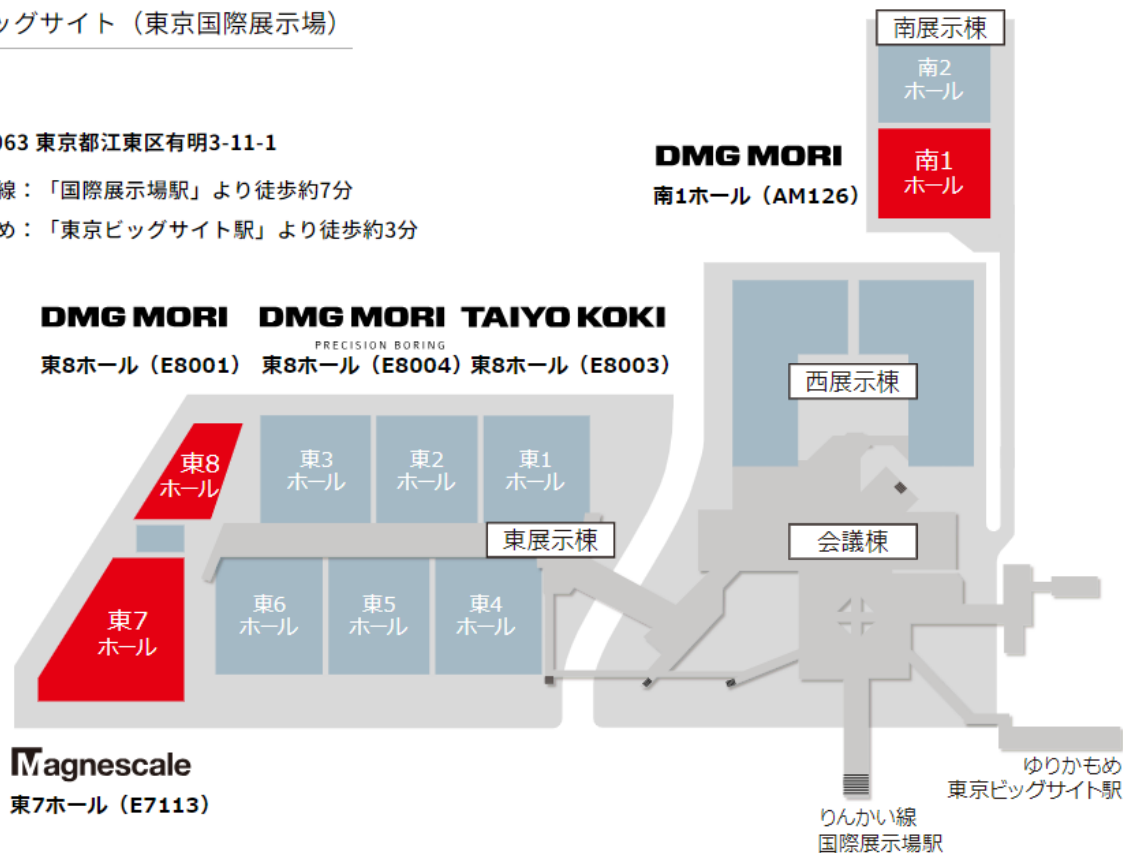 ッグサイト（東京国際展示場）
063 東京都江東区有明3-11-1
線：「国際展示場駅」より徒歩約7分
め：「東京ビッグサイト駅」より徒歩約3分
南展示棟
南2
ホール
南1
ホール
DMG MORI
南1ホール（AM126）
DMG MORI
東8ホール（E8001）
DMG MORI
PRECISION BORING
東8ホール（E8004）
TAIYO KOKI
東8ホール（E8003）
西展示棟
東8
ホール
東3
ホール
東2
ホール
東1
ホール
東展示棟
会議棟
東7
ホール
東6
ホール
東5
ホール
東4
ホール
Magnescale
東7ホール（E7113）
ゆりかもめ
東京ビッグサイト駅
りんかい線
国際展示場駅